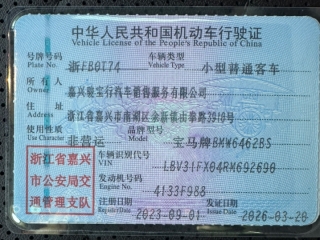 中华人民共和国机动车行驶证
Vehicle License of the People's Republic of China
号牌号码 浙FBQT74 车辆类型 小型普通客车
Plate No. Vehicle Type
所有人 嘉兴驰宝行汽车销售服务有限公司
Owner
住址 浙江省嘉兴市南湖区余新镇由拳路2910号
Address
使用性质 非营运 品牌型号 宝马牌BMW6462BS
Use Character Model
浙江省嘉兴
市公安局交
通管理支队
车辆识别代号 LBV31FX04RM692690
VIN
发动机号码 4133F988
Engine No.
注册日期 2023-09-01 发证日期 2026-03-20
Register Date Issue Date